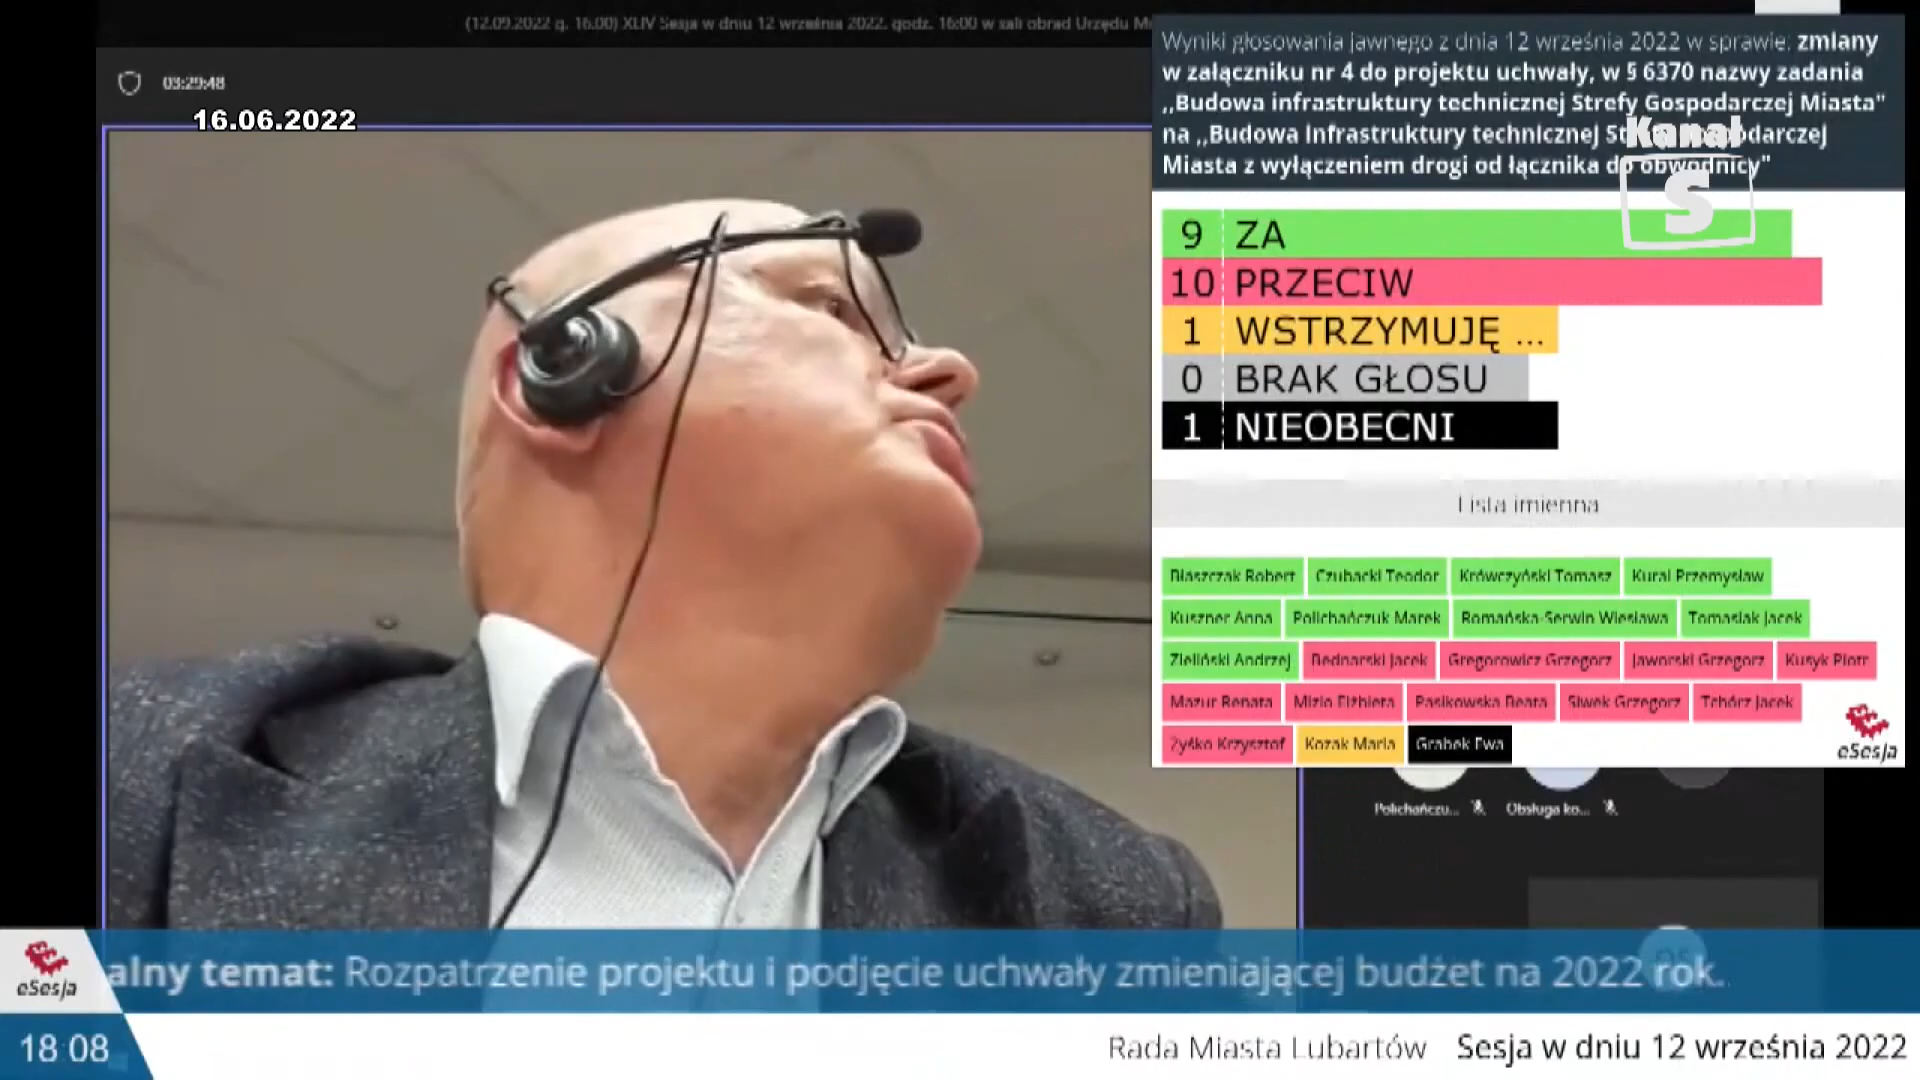 (12.09.2022 g. 16.00) XLIV Sesja w dniu 12 września 2022. godz. 16:00 w sali obrad Urzędu
03:29:48
16.06.2022
Wyniki głosowania jawnego z dnia 12 września 2022 w sprawie: zmiany
w załączniku nr 4 do projektu uchwały, w § 6370 nazwy zadania
,,Budowa infrastruktury technicznej Strefy Gospodarczej Miasta"
na ,,Budowa Infrastruktury technicznej Strefy Gospodarczej
Miasta z wyłączeniem drogi od łącznika do obwodnicy"
Kanał
S
9 ZA
10 PRZECIW
1 WSTRZYMUJĘ ...
0 BRAK GŁOSU
1 NIEOBECNI
Lista imienna
Błaszczak Robert Czubacki Teodor Krówczyński Tomasz Kural Przemysław
Kuszner Anna Polichańczuk Marek Romańska-Serwin Wiesława Tomasiak Jacek
Zieliński Andrzej Bednarski Jacek Gregorowicz Grzegorz Jaworski Grzegorz Kusyk Piotr
Mazur Renata Mizio Elżbieta Pasikowska Beata Siwek Grzegorz Tchórz Jacek
Żyśko Krzysztof Kozak Maria Grabek Ewa
eSesja
Polichańczu... Obsługa ko...
eSesja
alny temat: Rozpatrzenie projektu i podjęcie uchwały zmieniającej budżet na 2022 rok.
18:08
Rada Miasta Lubartów Sesja w dniu 12 września 2022